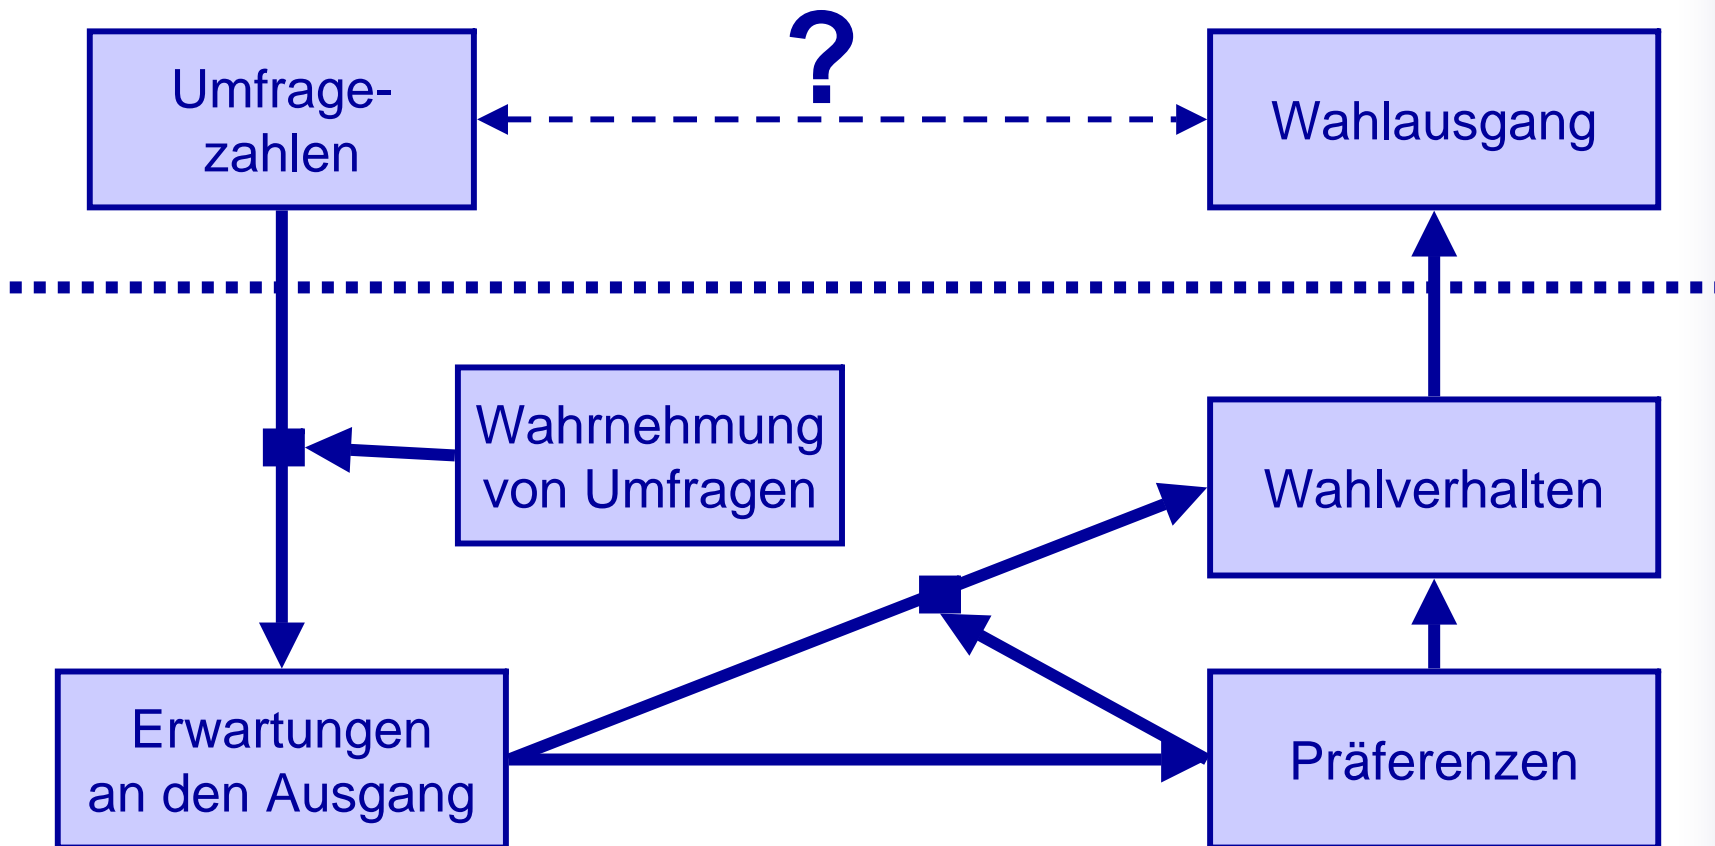 ?
Umfrage-
zahlen
Wahlausgang
Wahrnehmung
von Umfragen
Wahlverhalten
Erwartungen
an den Ausgang
Präferenzen